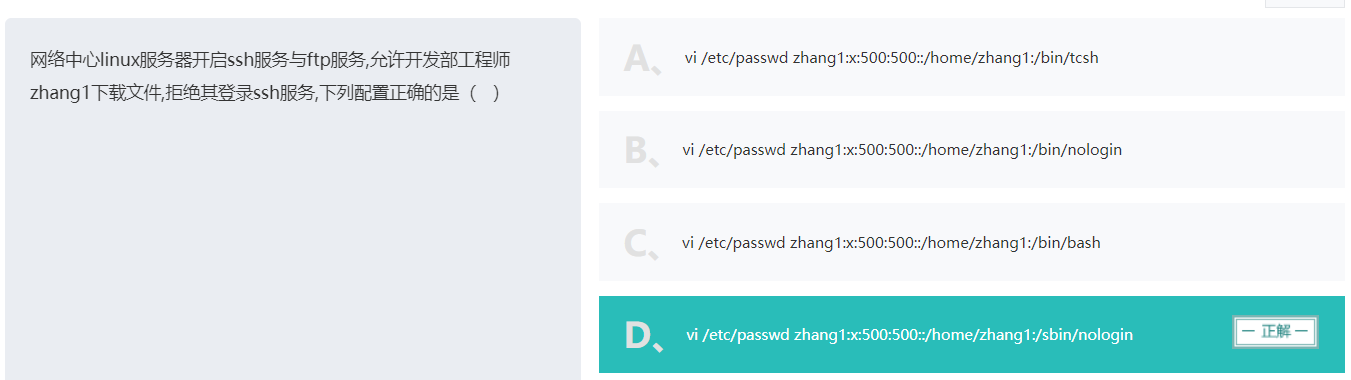 网络中心linux服务器开启ssh服务与ftp服务,允许开发部工程师
zhang1下载文件,拒绝其登录ssh服务,下列配置正确的是（ ）
A、 vi /etc/passwd zhang1:x:500:500::/home/zhang1:/bin/tcsh
B、 vi /etc/passwd zhang1:x:500:500::/home/zhang1:/bin/nologin
C、 vi /etc/passwd zhang1:x:500:500::/home/zhang1:/bin/bash
D、 vi /etc/passwd zhang1:x:500:500::/home/zhang1:/sbin/nologin 一 正解 一